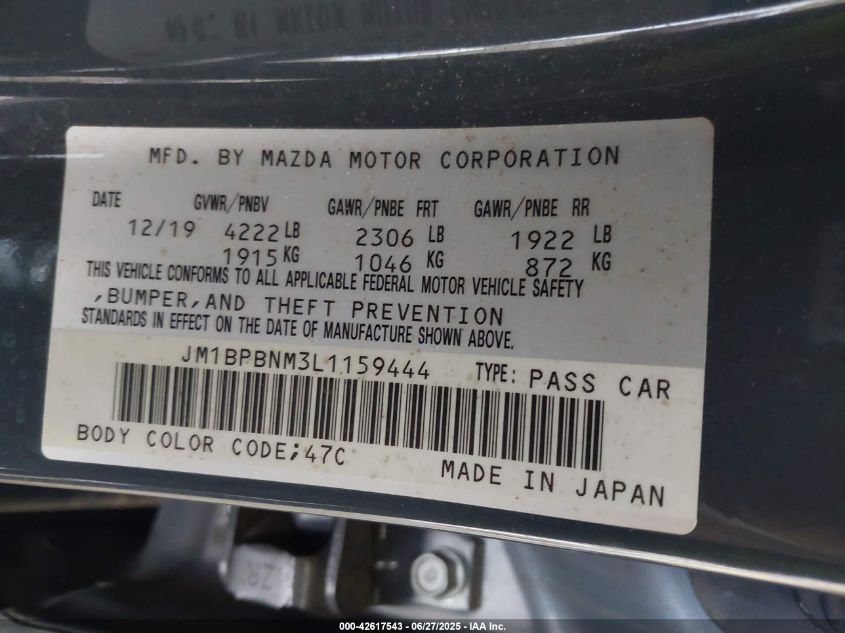 MFD. BY MAZDA MOTOR CORPORATION
DATE GVWR/PNBV GAWR/PNBE FRT GAWR/PNBE RR
12/19 4222 LB 2306 LB 1922 LB
1915 KG 1046 KG 872 KG
THIS VEHICLE CONFORMS TO ALL APPLICABLE FEDERAL MOTOR VEHICLE SAFETY
,BUMPER,AND THEFT PREVENTION
STANDARDS IN EFFECT ON THE DATE OF MANUFACTURE SHOWN ABOVE.
JM1BPBNM3L1159444 TYPE: PASS CAR
BODY COLOR CODE;47C
MADE IN JAPAN
ZR
000-42617543 - 06/27/2025 - IAA Inc.